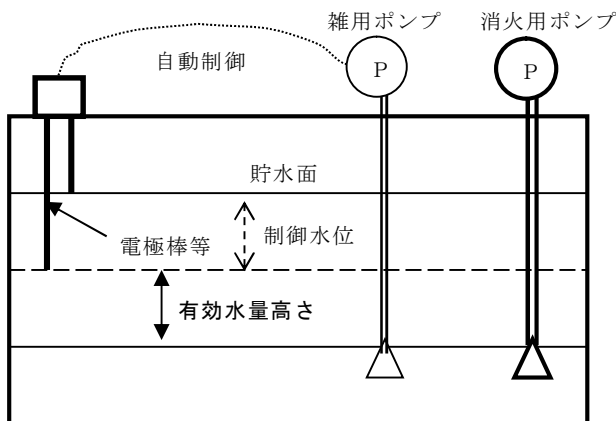 雑用ポンプ
消火用ポンプ
自動制御
P
P
貯水面
電極棒等
制御水位
有効水量高さ